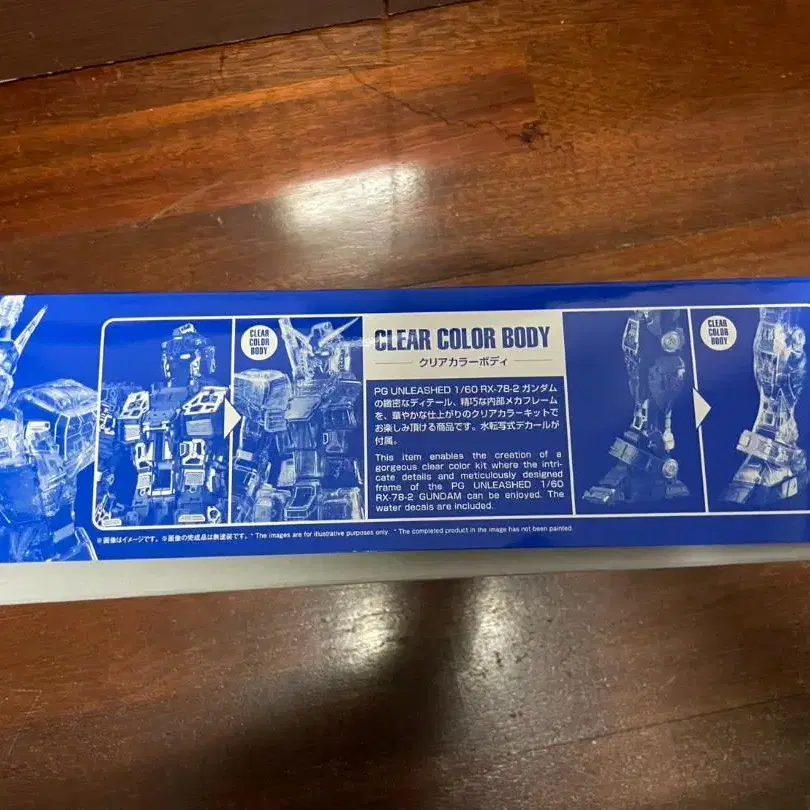 CLEAR
COLOR
BODY
CLEAR COLOR BODY
クリアカラーボディ
PG UNLEASHED 1/60 RX-78-2 ガンダム
の緻密なディテール、精巧な内部メカフレーム
を、華やかな仕上がりのクリアカラーキットで
お楽しみ頂ける商品です。水転写式デカールが
付属。
This item enables the creation of a
gorgeous clear color kit where the intri-
cate details and meticulously designed
frame of the PG UNLEASHED 1/60
RX-78-2 GUNDAM can be enjoyed. The
water decals are included.
CLEAR
COLOR
BODY
※画像はイメージです。※画像の完成品は無塗装です。 * The images are for illustrative purposes only. * The completed product in the image has not been painted.